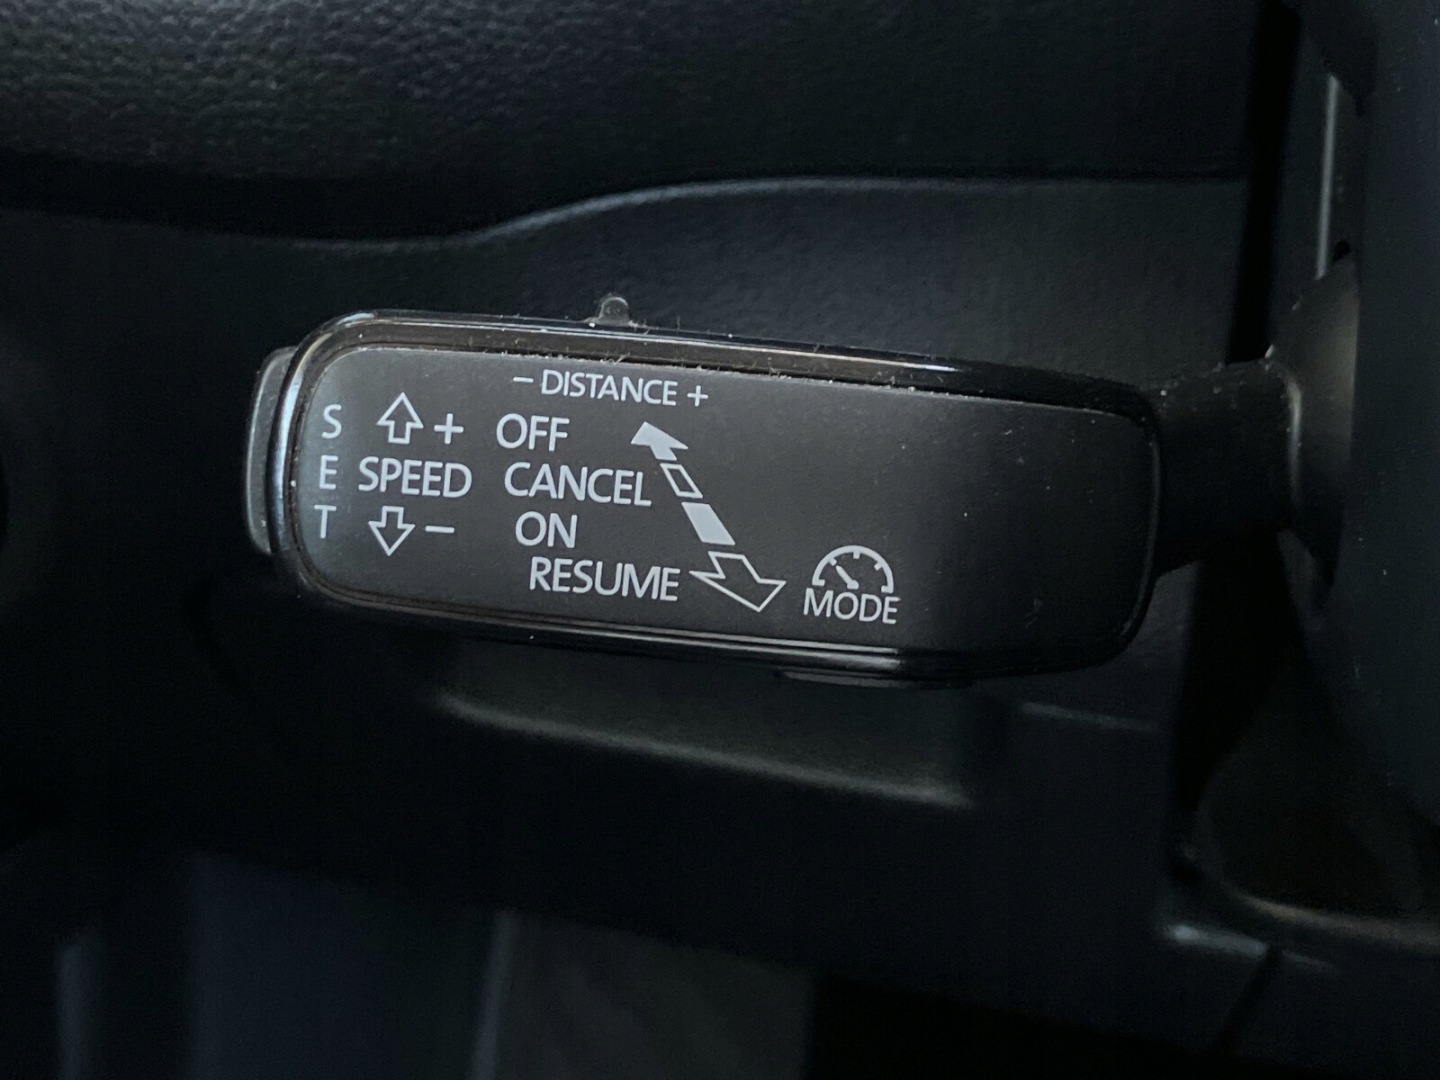 − DISTANCE +
S + OFF
E SPEED CANCEL
T − ON
RESUME
MODE